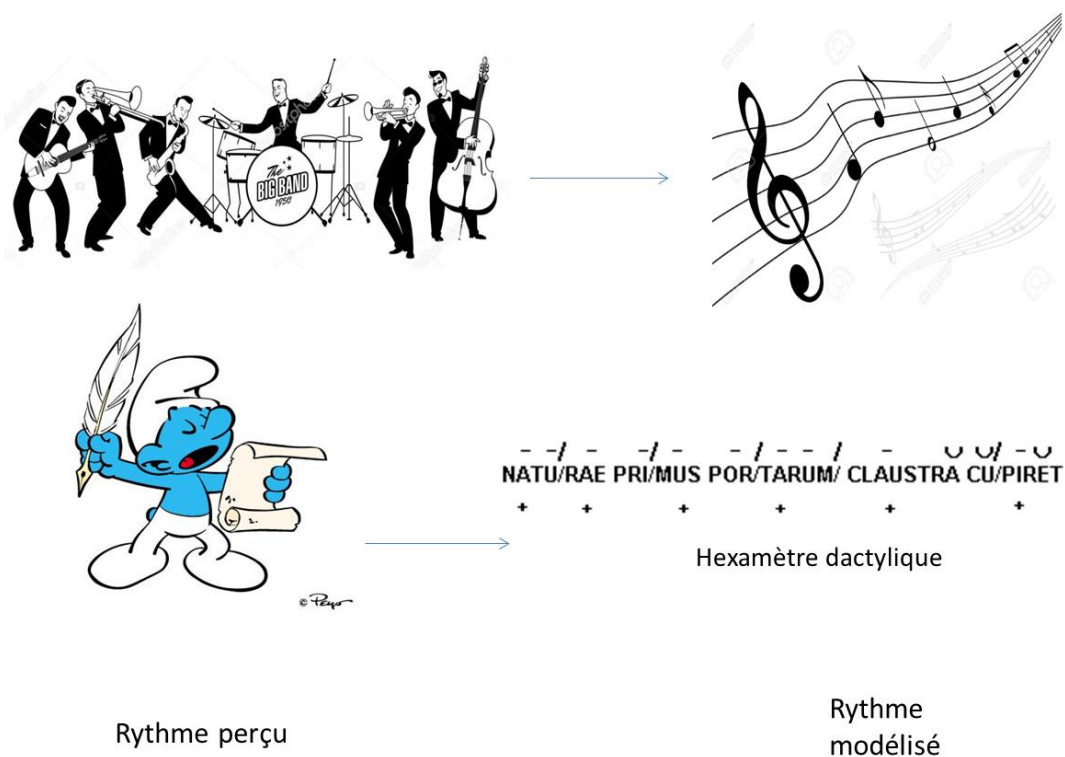 The
BIG BAND
1958
- -/ - -/ - - / - - / - ∪ ∪/ - ∪
NATU/RAE PRI/MUS POR/TARUM/ CLAUSTRA CU/PIRET
+ + + + + +
Hexamètre dactylique
© Peyo
Rythme perçu
Rythme
modélisé